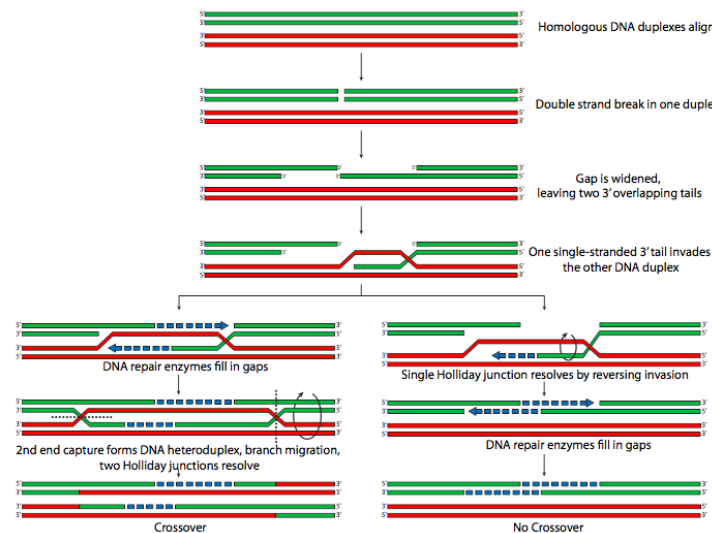 Homologous DNA duplexes align
Double strand break in one duple
Gap is widened,
leaving two 3' overlapping tails
One single-stranded 3' tail invades
the other DNA duplex
DNA repair enzymes fill in gaps
Single Holliday junction resolves by reversing invasion
2nd end capture forms DNA heteroduplex, branch migration,
two Holliday junctions resolve
DNA repair enzymes fill in gaps
Crossover
No Crossover